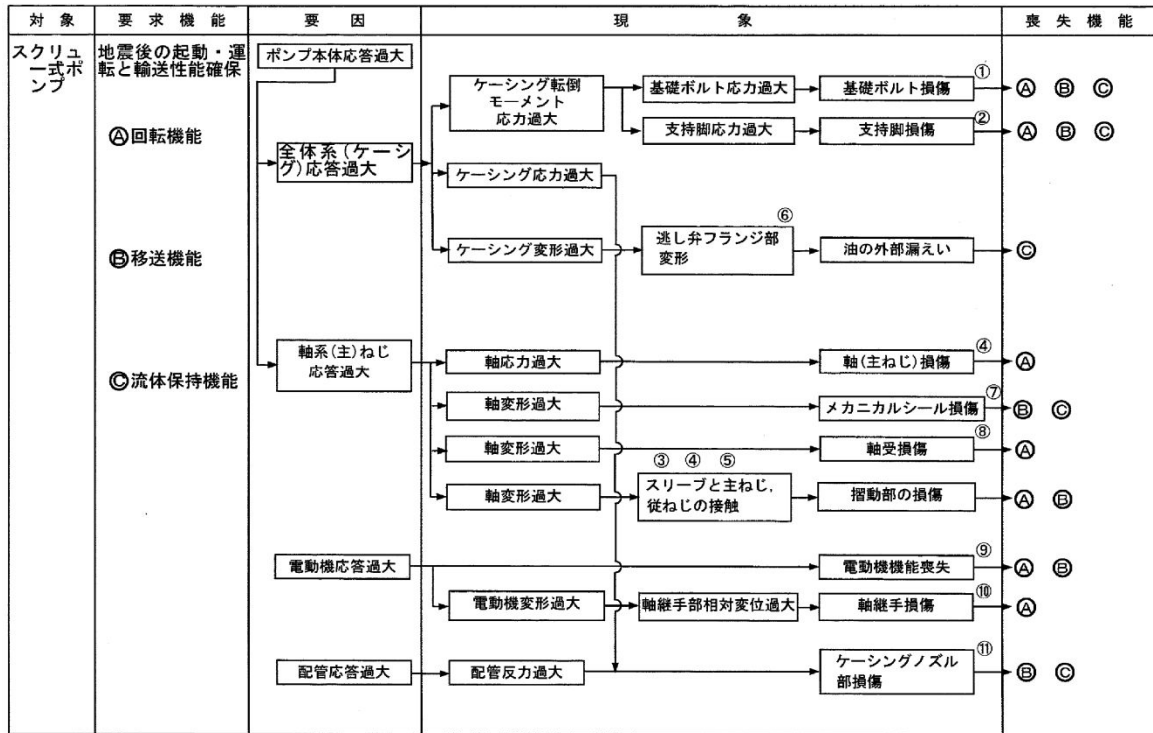 対象
要求機能
要因
現象
喪失機能
スクリュ
ー式ポ
ンプ
地震後の起動・運
転と輸送性能確保
Ⓐ回転機能
Ⓑ移送機能
Ⓒ流体保持機能
ポンプ本体応答過大
全体系(ケーシ
グ)応答過大
ケーシング転倒
モーメント
応力過大
基礎ボルト応力過大
①
基礎ボルト損傷
Ⓐ Ⓑ Ⓒ
支持脚応力過大
②
支持脚損傷
Ⓐ Ⓑ Ⓒ
ケーシング応力過大
ケーシング変形過大
⑥
逃し弁フランジ部
変形
油の外部漏えい
Ⓒ
軸系(主)ねじ
応答過大
軸応力過大
④
軸(主ねじ)損傷
Ⓐ
軸変形過大
⑦
メカニカルシール損傷
Ⓑ Ⓒ
軸変形過大
⑧
軸受損傷
Ⓐ
軸変形過大
③ ④ ⑤
スリーブと主ねじ,
従ねじの接触
摺動部の損傷
Ⓐ Ⓑ
電動機応答過大
⑨
電動機機能喪失
Ⓐ Ⓑ
電動機変形過大
軸継手部相対変位過大
⑩
軸継手損傷
Ⓐ
配管応答過大
配管反力過大
⑪
ケーシングノズル
部損傷
Ⓑ Ⓒ